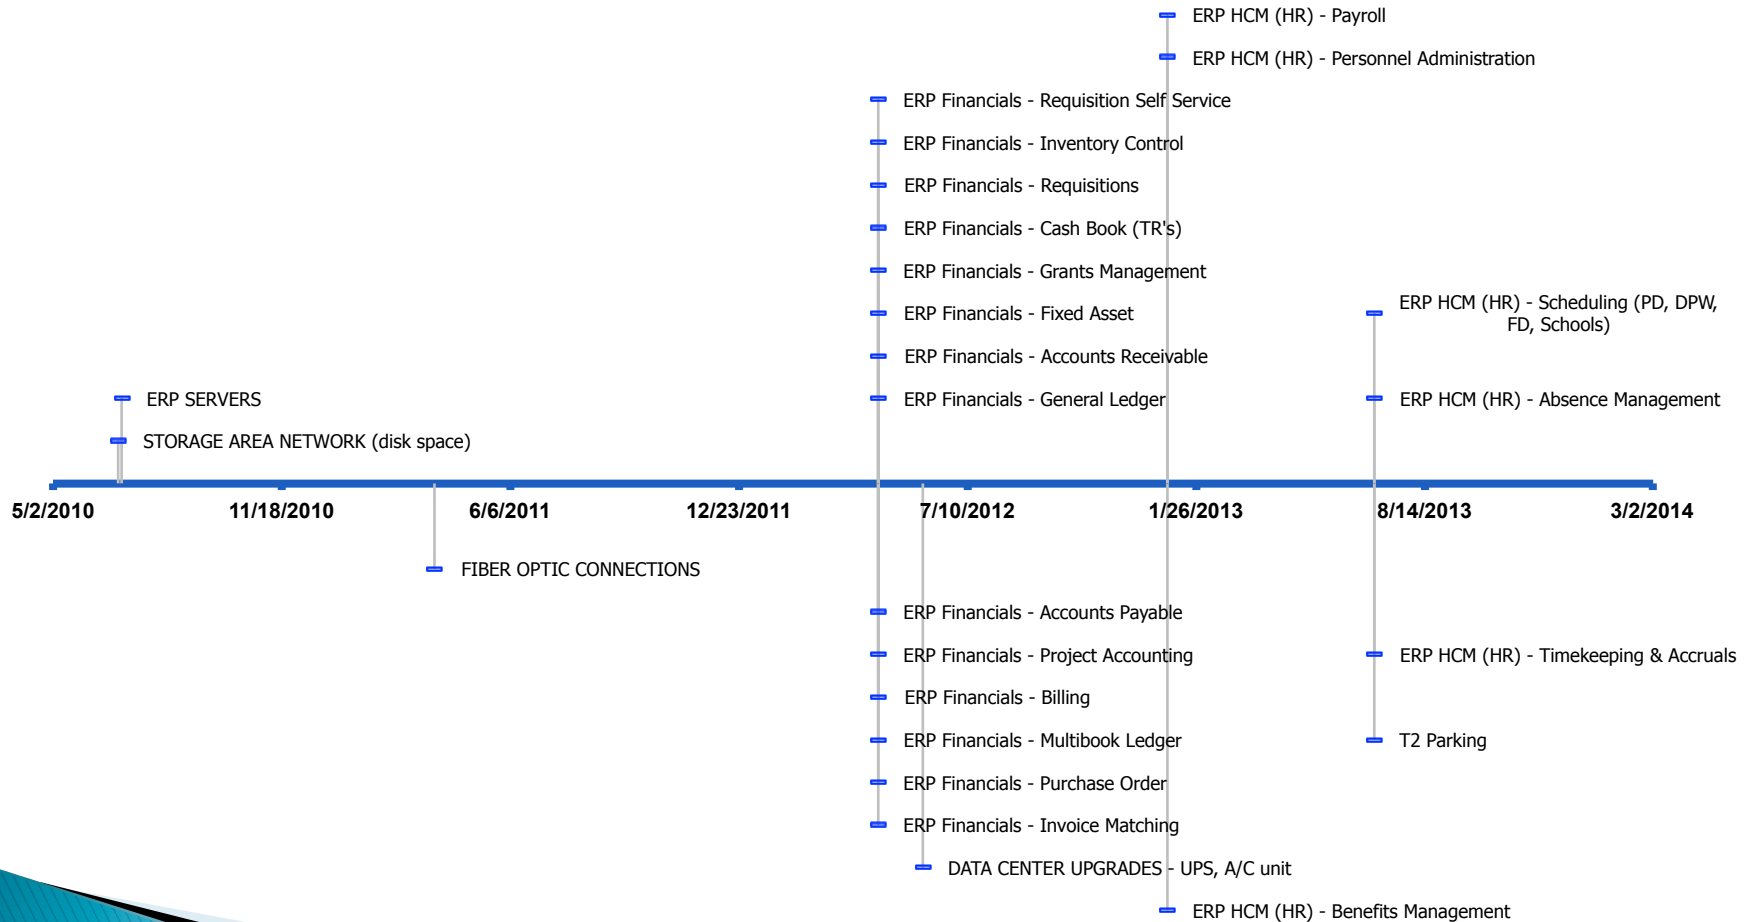 ERP HCM (HR) - Payroll
ERP HCM (HR) - Personnel Administration
ERP Financials - Requisition Self Service
ERP Financials - Inventory Control
ERP Financials - Requisitions
ERP Financials - Cash Book (TR's)
ERP Financials - Grants Management
ERP HCM (HR) - Scheduling (PD, DPW,
FD, Schools)
ERP Financials - Fixed Asset
ERP Financials - Accounts Receivable
ERP SERVERS
ERP Financials - General Ledger
ERP HCM (HR) - Absence Management
STORAGE AREA NETWORK (disk space)
5/2/2010
11/18/2010
6/6/2011
12/23/2011
7/10/2012
1/26/2013
8/14/2013
3/2/2014
FIBER OPTIC CONNECTIONS
ERP Financials - Accounts Payable
ERP Financials - Project Accounting
ERP HCM (HR) - Timekeeping & Accruals
ERP Financials - Billing
ERP Financials - Multibook Ledger
T2 Parking
ERP Financials - Purchase Order
ERP Financials - Invoice Matching
DATA CENTER UPGRADES - UPS, A/C unit
ERP HCM (HR) - Benefits Management